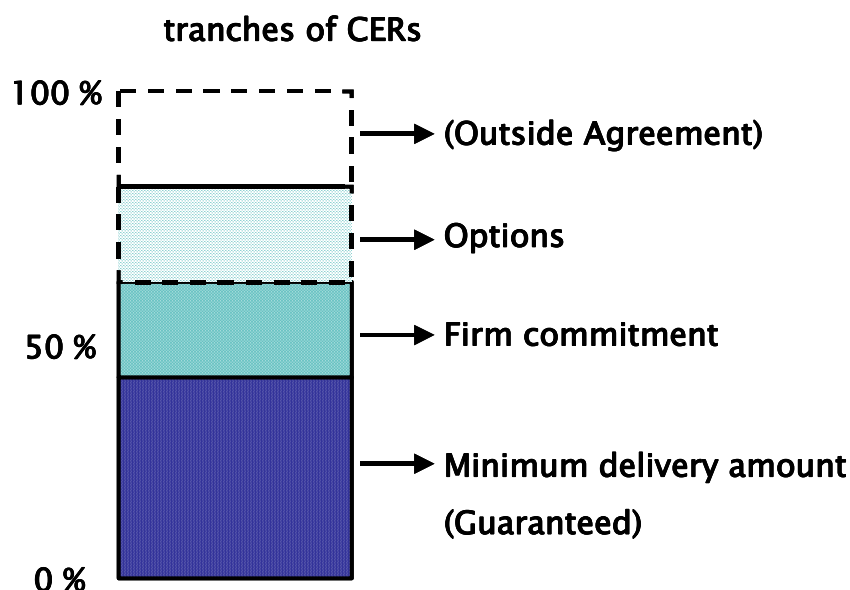 tranches of CERs
100 %
(Outside Agreement)
Options
Firm commitment
50 %
Minimum delivery amount
(Guaranteed)
0 %